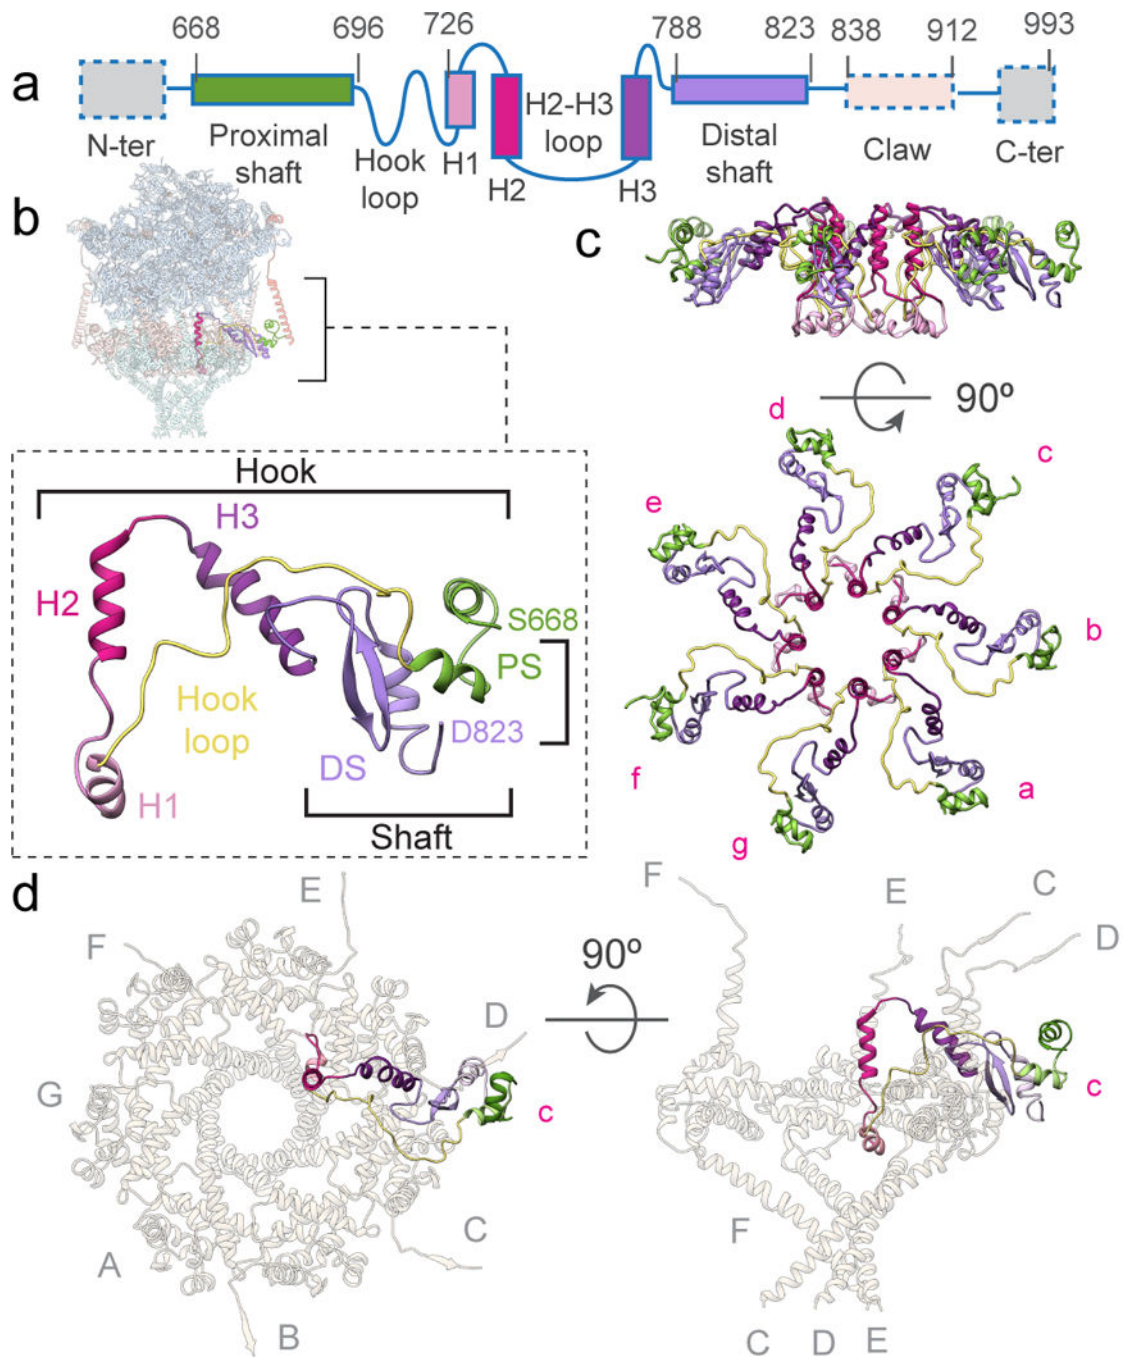 a
668
696
726
788
823
838
912
993
N-ter
Proximal
shaft
Hook
loop
H1
H2
H2-H3
loop
H3
Distal
shaft
Claw
C-ter
b
c
90º
Hook
H3
H2
S668
PS
Hook
loop
D823
DS
H1
Shaft
d
c
e
b
f
a
g
d
E
F
D
G
c
C
A
B
90º
F
E
C
D
c
F
C
D
E